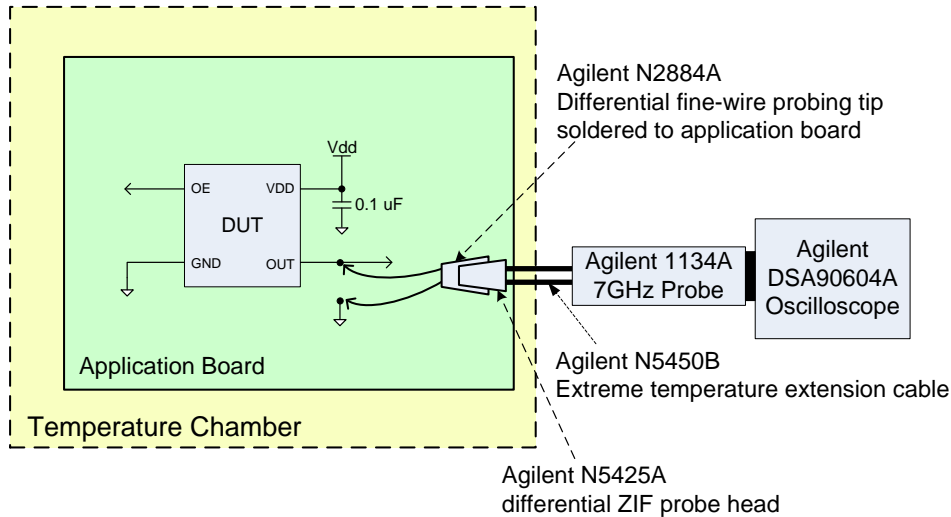 Agilent N2884A
Differential fine-wire probing tip
soldered to application board
Vdd
OE
VDD
0.1 uF
DUT
GND
OUT
Agilent 1134A
7GHz Probe
Agilent
DSA90604A
Oscilloscope
Application Board
Agilent N5450B
Extreme temperature extension cable
Temperature Chamber
Agilent N5425A
differential ZIF probe head